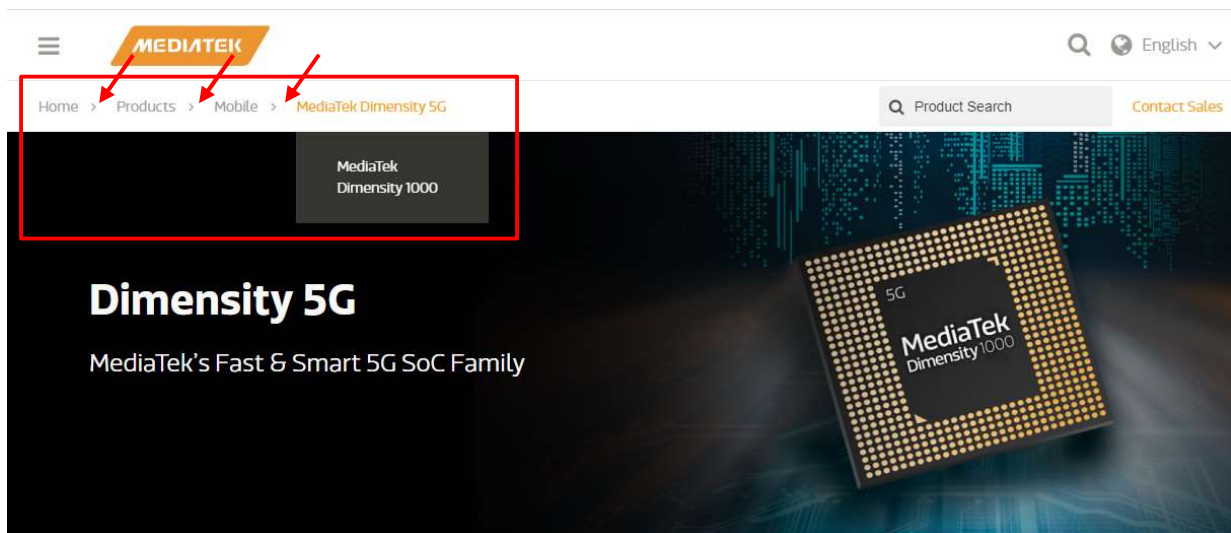 MEDIATEK
English
Home > Products > Mobile > MediaTek Dimensity 5G
Product Search
Contact Sales
MediaTek
Dimensity 1000
Dimensity 5G
MediaTek's Fast & Smart 5G SoC Family
5G
MediaTek
Dimensity 1000